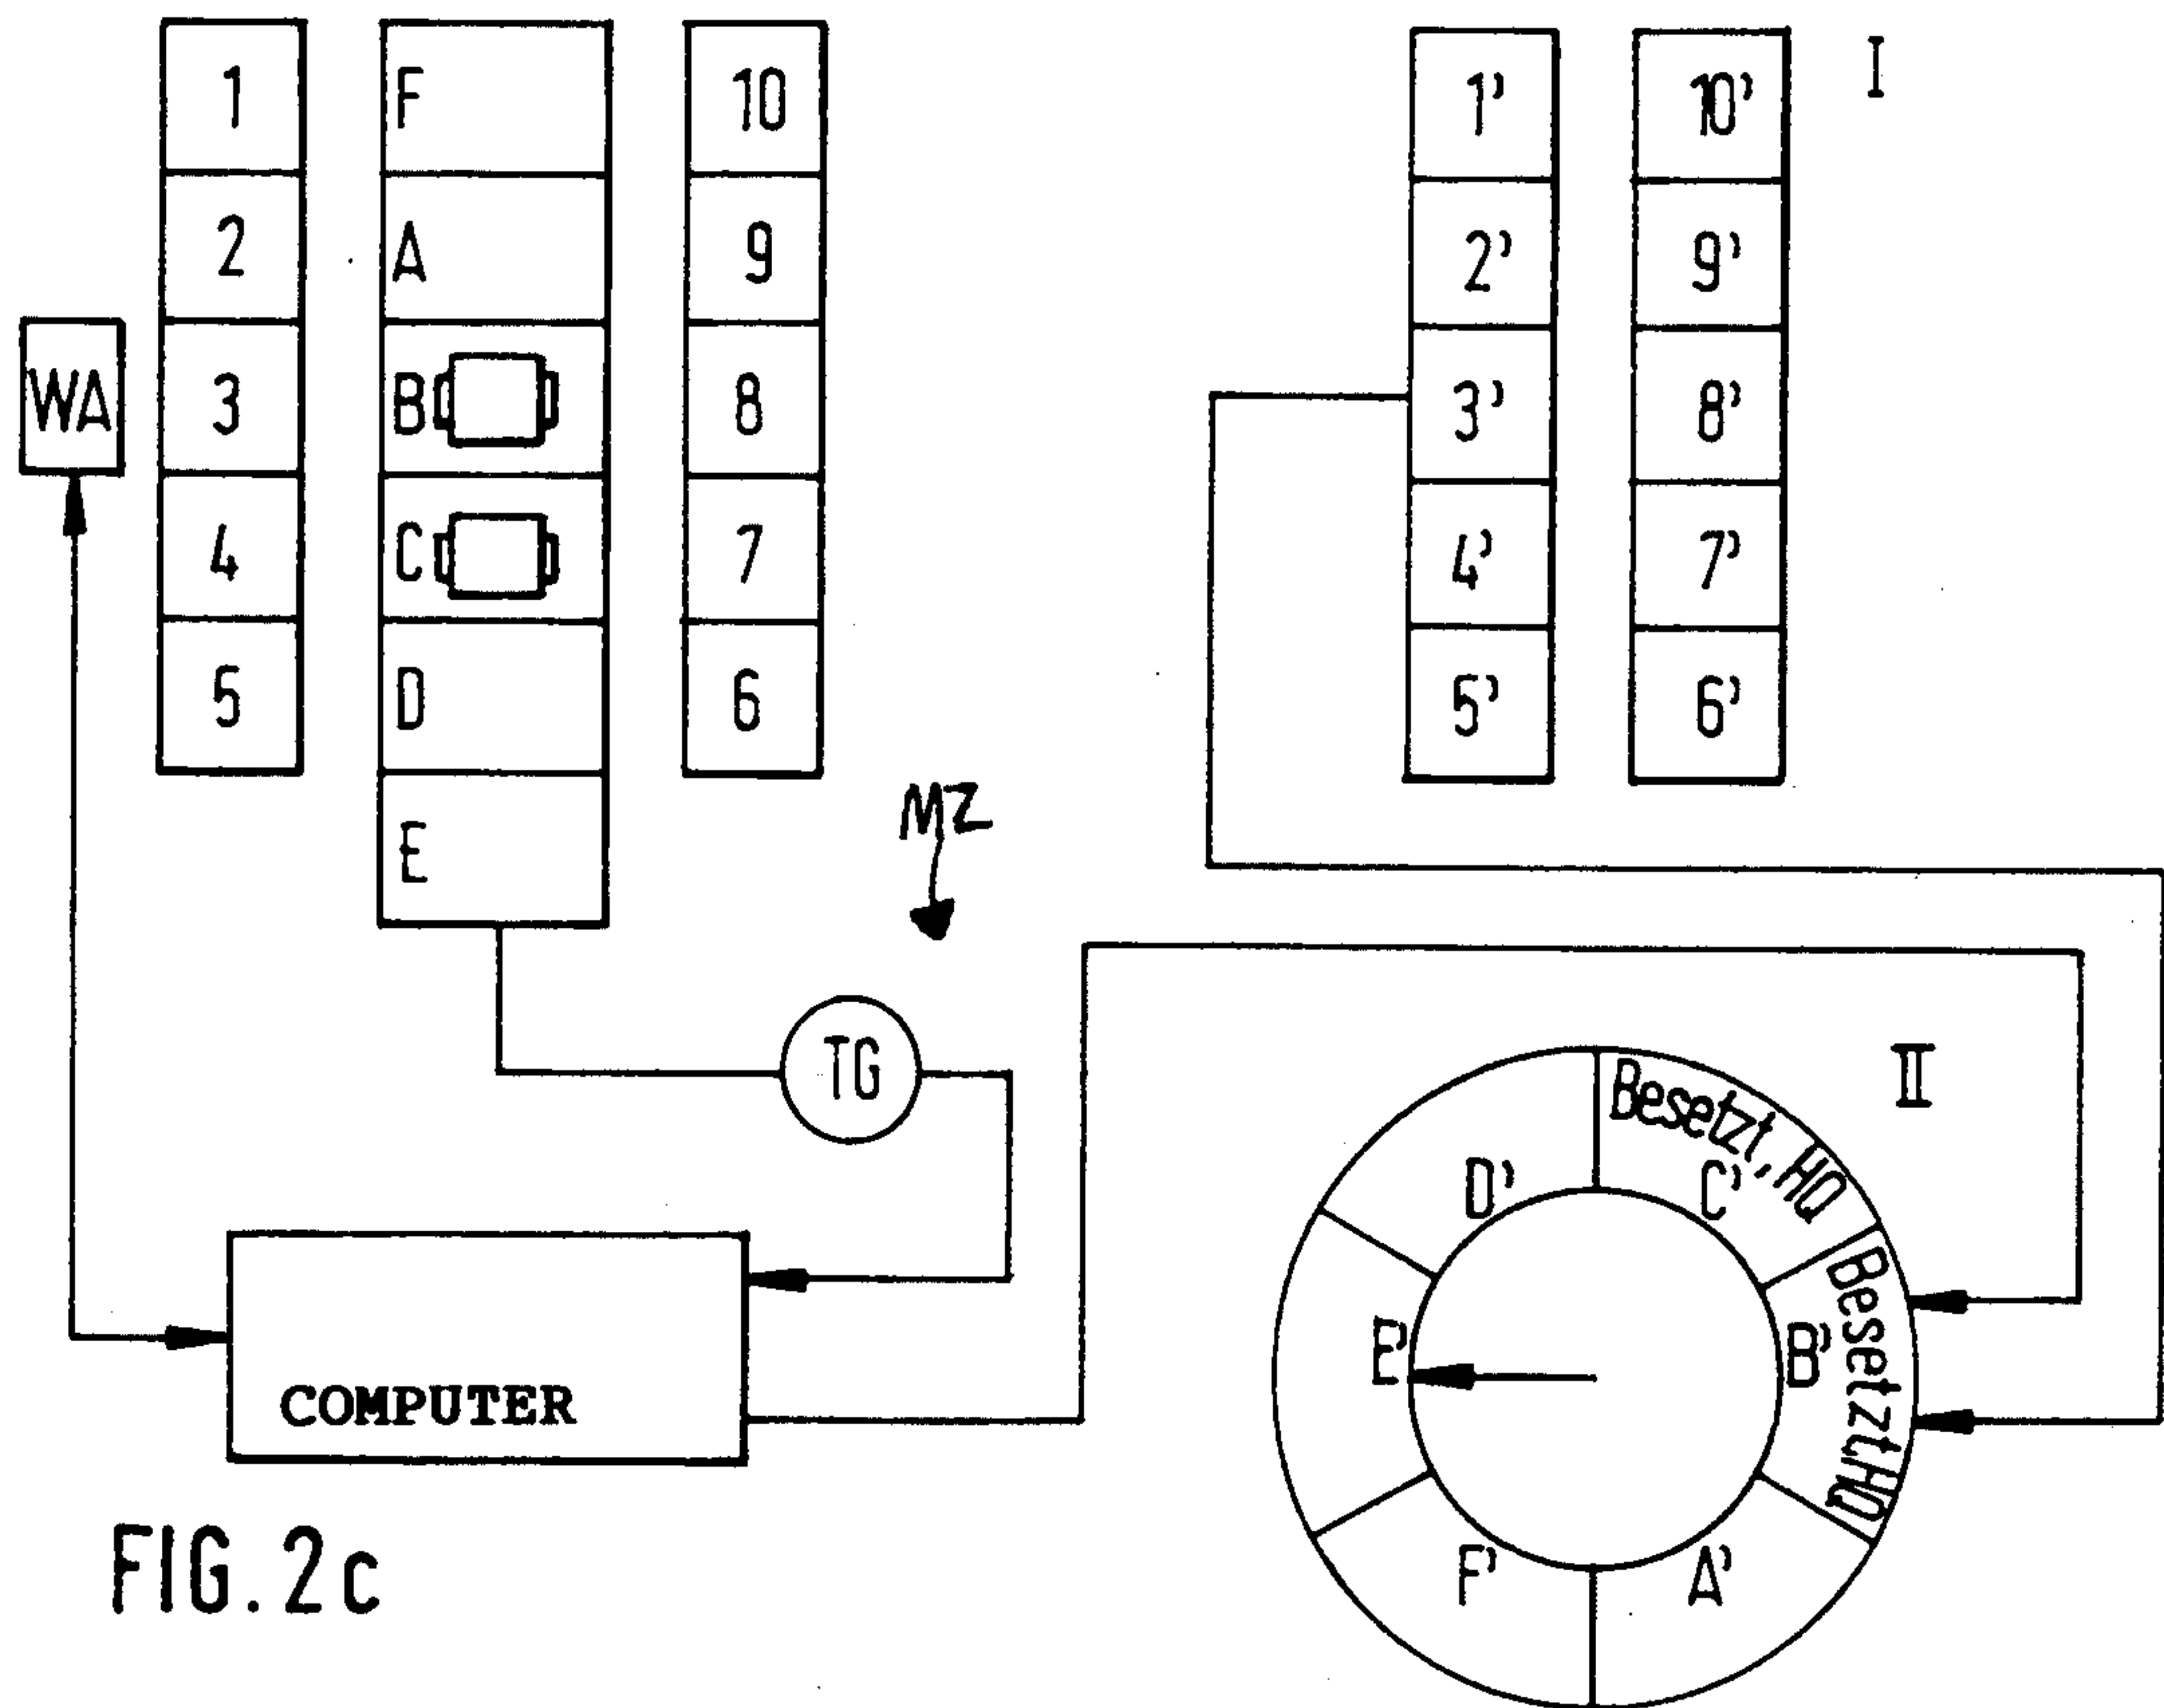 1 F 10 1' 10' I
2 A 9 2' 9'
WA 3 B 8 3' 8'
4 C 7 4' 7'
5 D 6 5' 6'
E
MZ
TG
II
Besetzt, HQ
D' C'
Besetzt HQ
E' B'
COMPUTER
F' A'
FIG. 2c